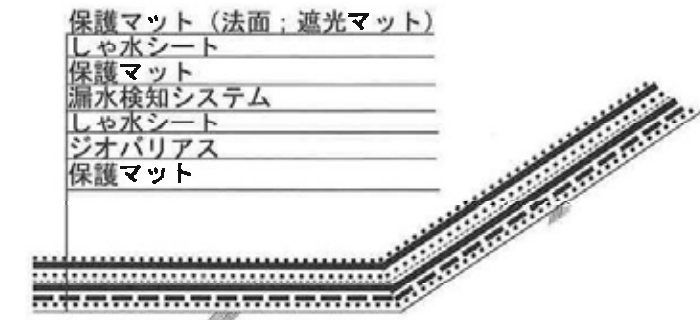 保護マット（法面；遮光マット）
しゃ水シート
保護マット
漏水検知システム
しゃ水シート
ジオバリアス
保護マット